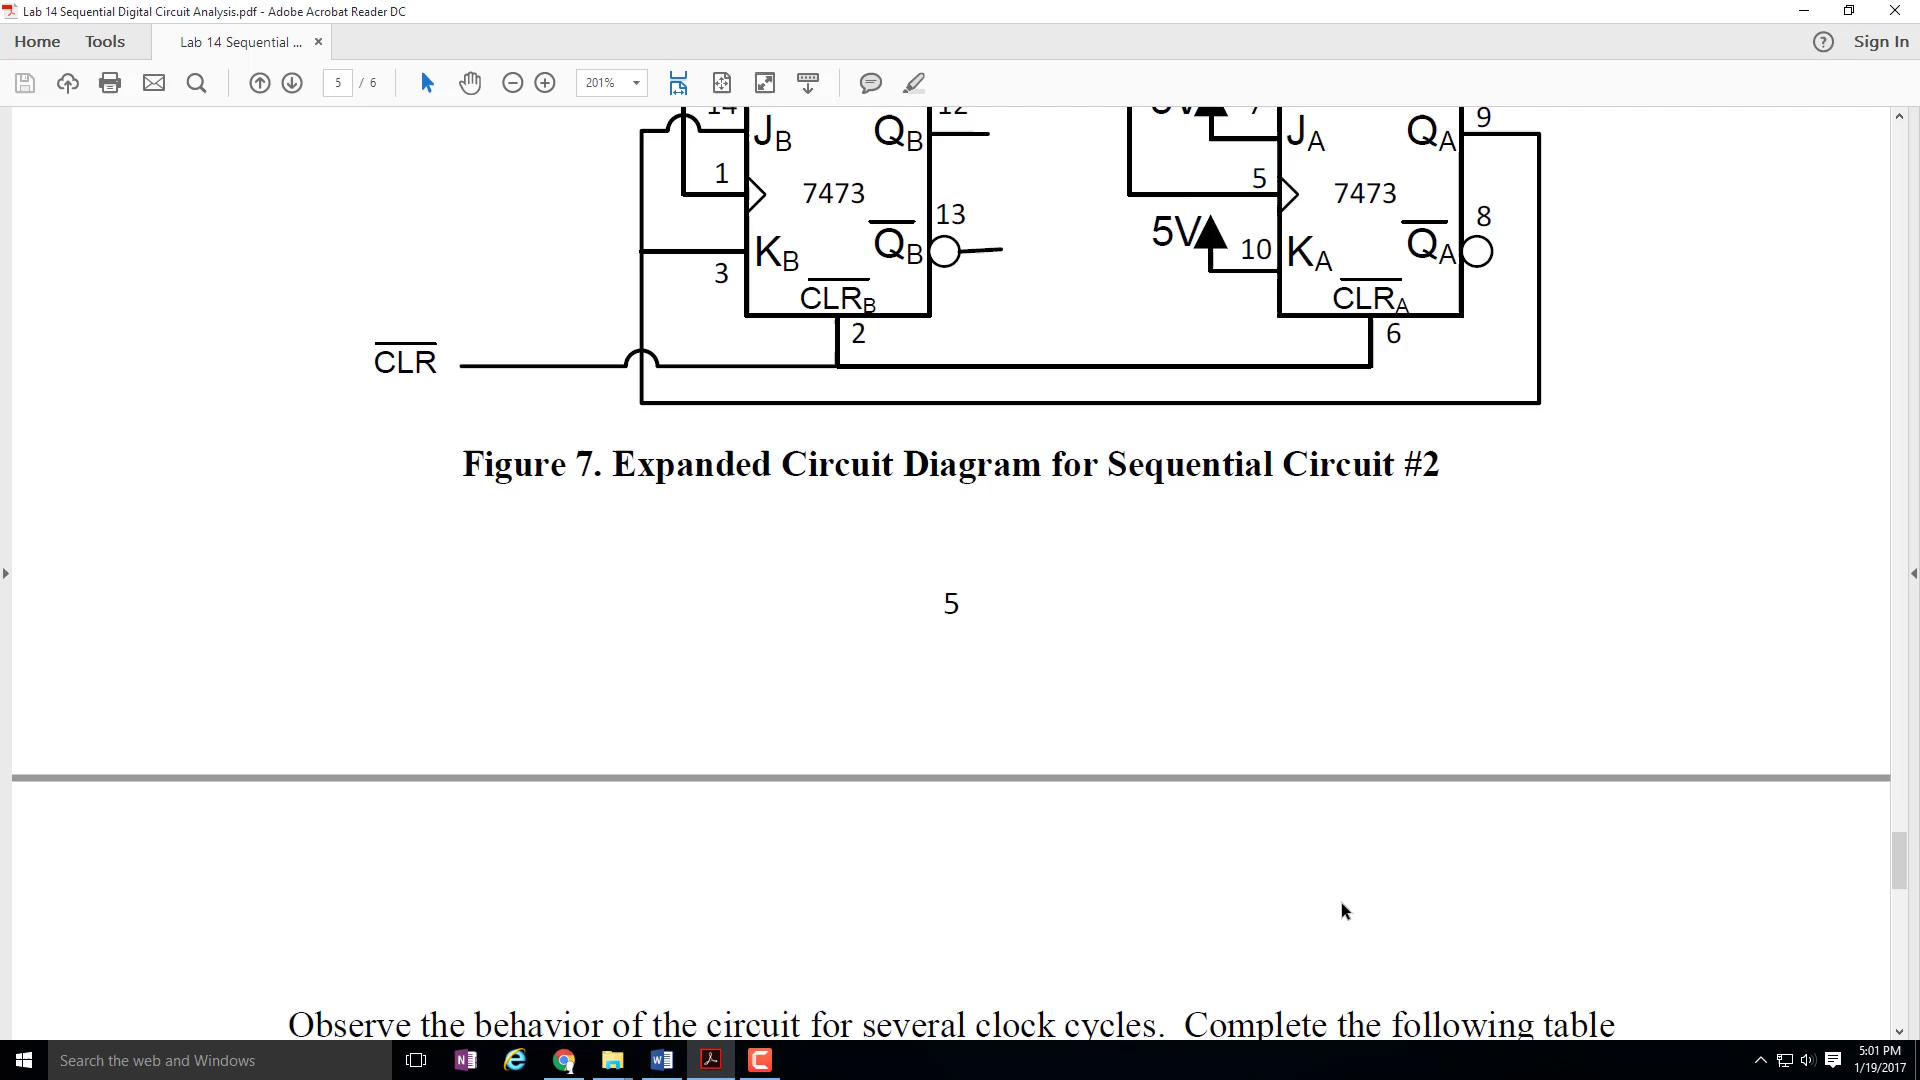 Lab 14 Sequential Digital Circuit Analysis.pdf - Adobe Acrobat Reader DC
Home Tools Lab 14 Sequential ... × ? Sign In
5 / 6 201%
14 12 7 9
JB QB JA QA
1 7473 13 5 7473 8
5V
KB QB 10 KA QA
3 CLRB CLRA
2 6
CLR
Figure 7. Expanded Circuit Diagram for Sequential Circuit #2
5
Observe the behavior of the circuit for several clock cycles. Complete the following table
Search the web and Windows
5:01 PM
1/19/2017